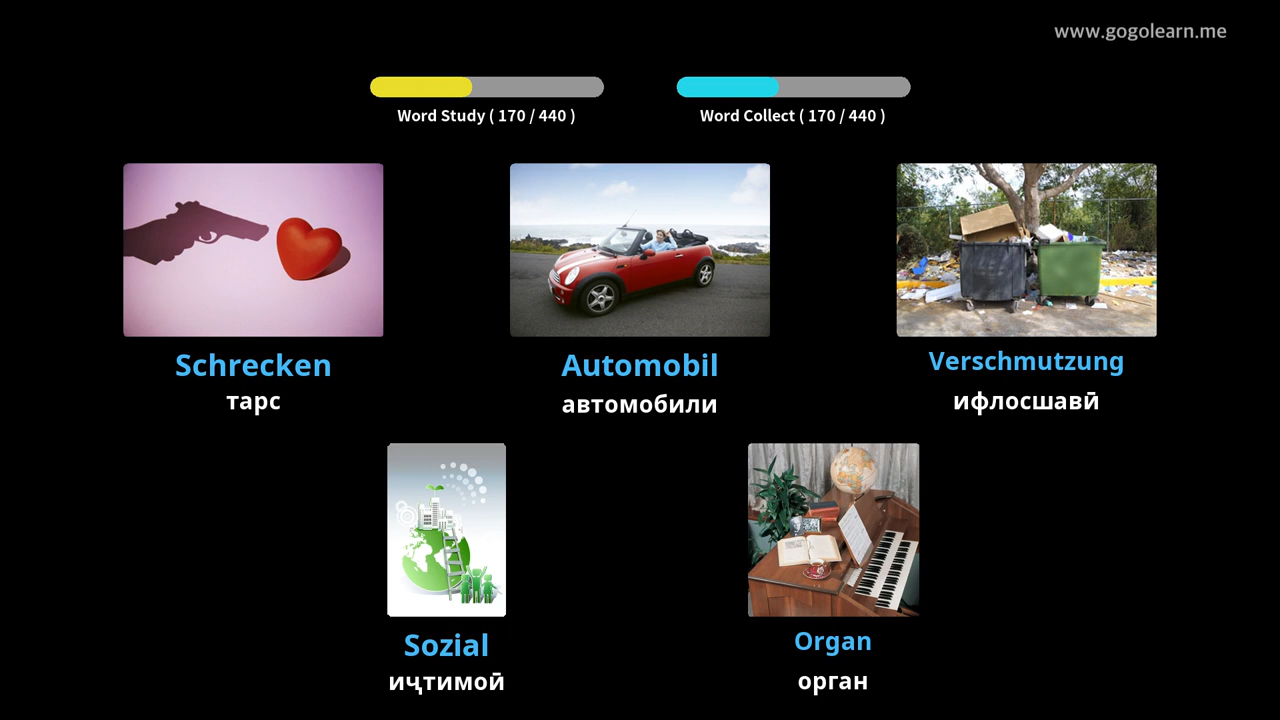 www.gogolearn.me
Word Study ( 170 / 440 )
Word Collect ( 170 / 440 )
Schrecken
тарс
Automobil
автомобили
Verschmutzung
ифлосшавӣ
Sozial
иҷтимоӣ
Organ
орган